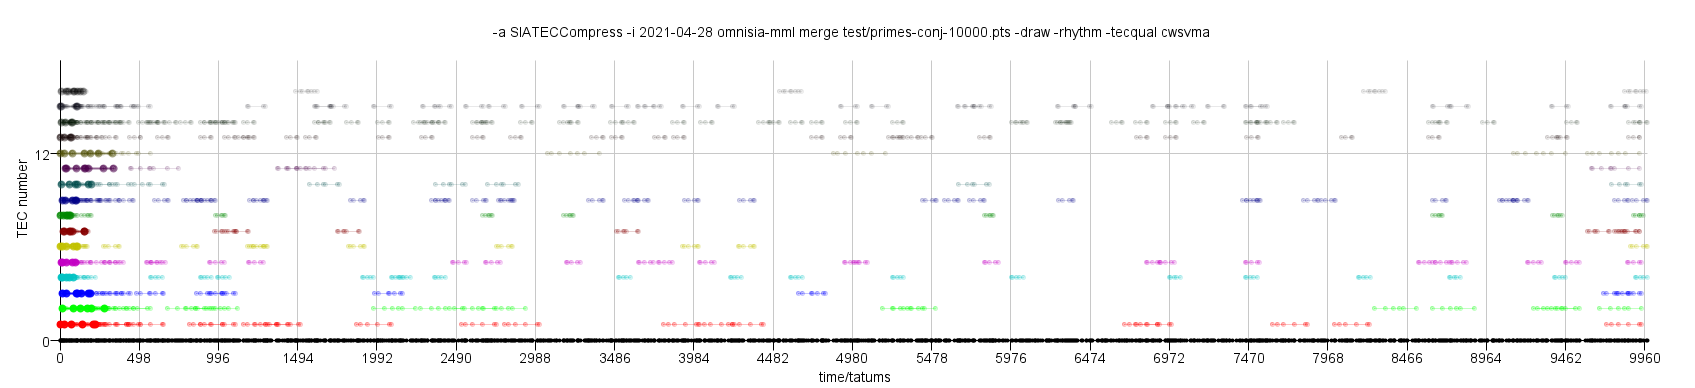 -a SIATECCompress -i 2021-04-28 omnisia-mml merge test/primes-conj-10000.pts -draw -rhythm -tecqual cwsvma
TEC number
12
0
0 498 996 1494 1992 2490 2988 3486 3984 4482 4980 5478 5976 6474 6972 7470 7968 8466 8964 9462 9960
time/tatums